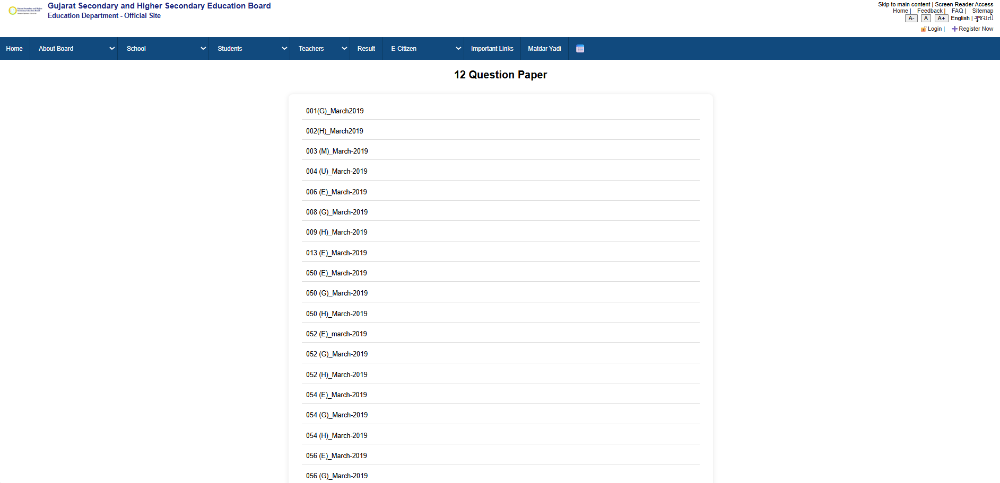 Gujarat Secondary and Higher Secondary Education Board
Education Department - Official Site
Skip to main content | Screen Reader Access
Home | Feedback | FAQ | Sitemap
A- A A+ English | ગુજરાતી
Login | Register Now
Home About Board School Students Teachers Result E-Citizen Important Links Matdar Yadi
12 Question Paper
001(G)_March2019
002(H)_March2019
003 (M)_March-2019
004 (U)_March-2019
006 (E)_March-2019
008 (G)_March-2019
009 (H)_March-2019
013 (E)_March-2019
050 (E)_March-2019
050 (G)_March-2019
050 (H)_March-2019
052 (E)_march-2019
052 (G)_March-2019
052 (H)_March-2019
054 (E)_March-2019
054 (G)_March-2019
054 (H)_March-2019
056 (E)_March-2019
056 (G)_March-2019